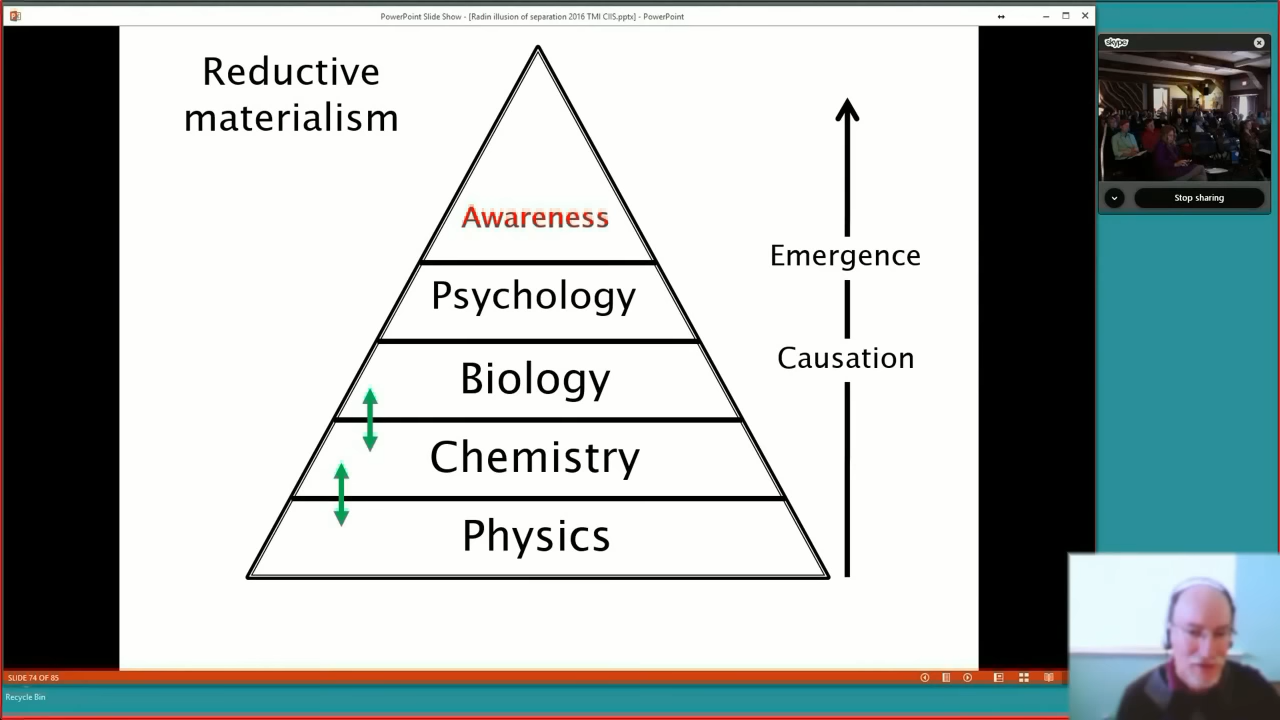 PowerPoint Slide Show - [Radin illusion of separation 2016 TMI CIIS.pptx] - PowerPoint
skype
Reductive
materialism
Awareness
Psychology
Biology
Chemistry
Physics
Emergence
Causation
Stop sharing
SLIDE 74 OF 85
Recycle Bin